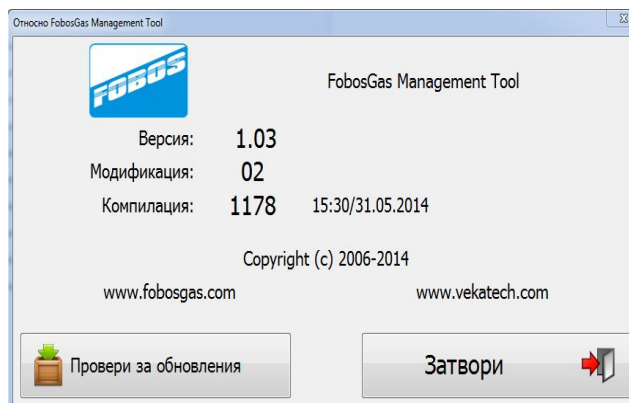 Относно FobosGas Management Tool
FOBOS
FobosGas Management Tool
Версия: 1.03
Модификация: 02
Компилация: 1178 15:30/31.05.2014
Copyright (c) 2006-2014
www.fobosgas.com www.vekatech.com
Провери за обновления Затвори